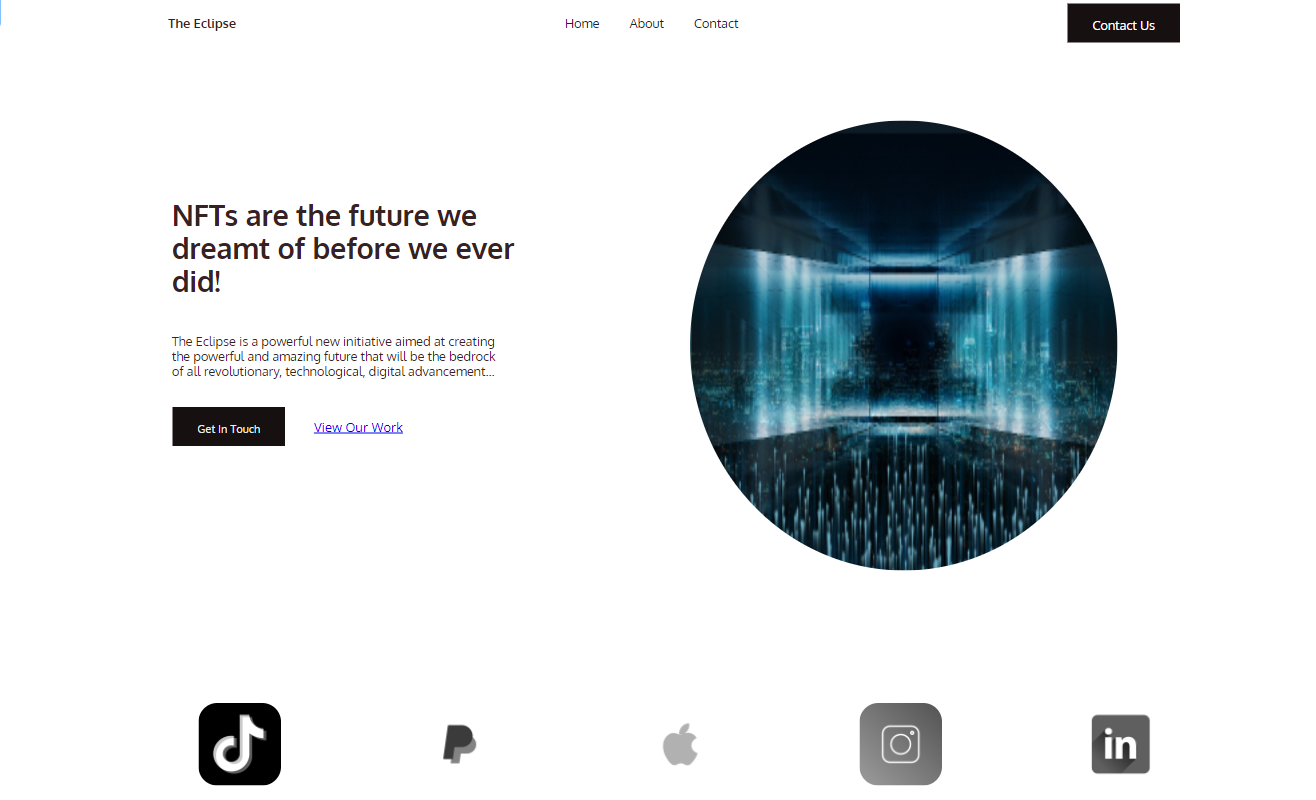 The Eclipse
Home
About
Contact
Contact Us
NFTs are the future we
dreamt of before we ever
did!
The Eclipse is a powerful new initiative aimed at creating
the powerful and amazing future that will be the bedrock
of all revolutionary, technological, digital advancement...
Get In Touch
View Our Work
in